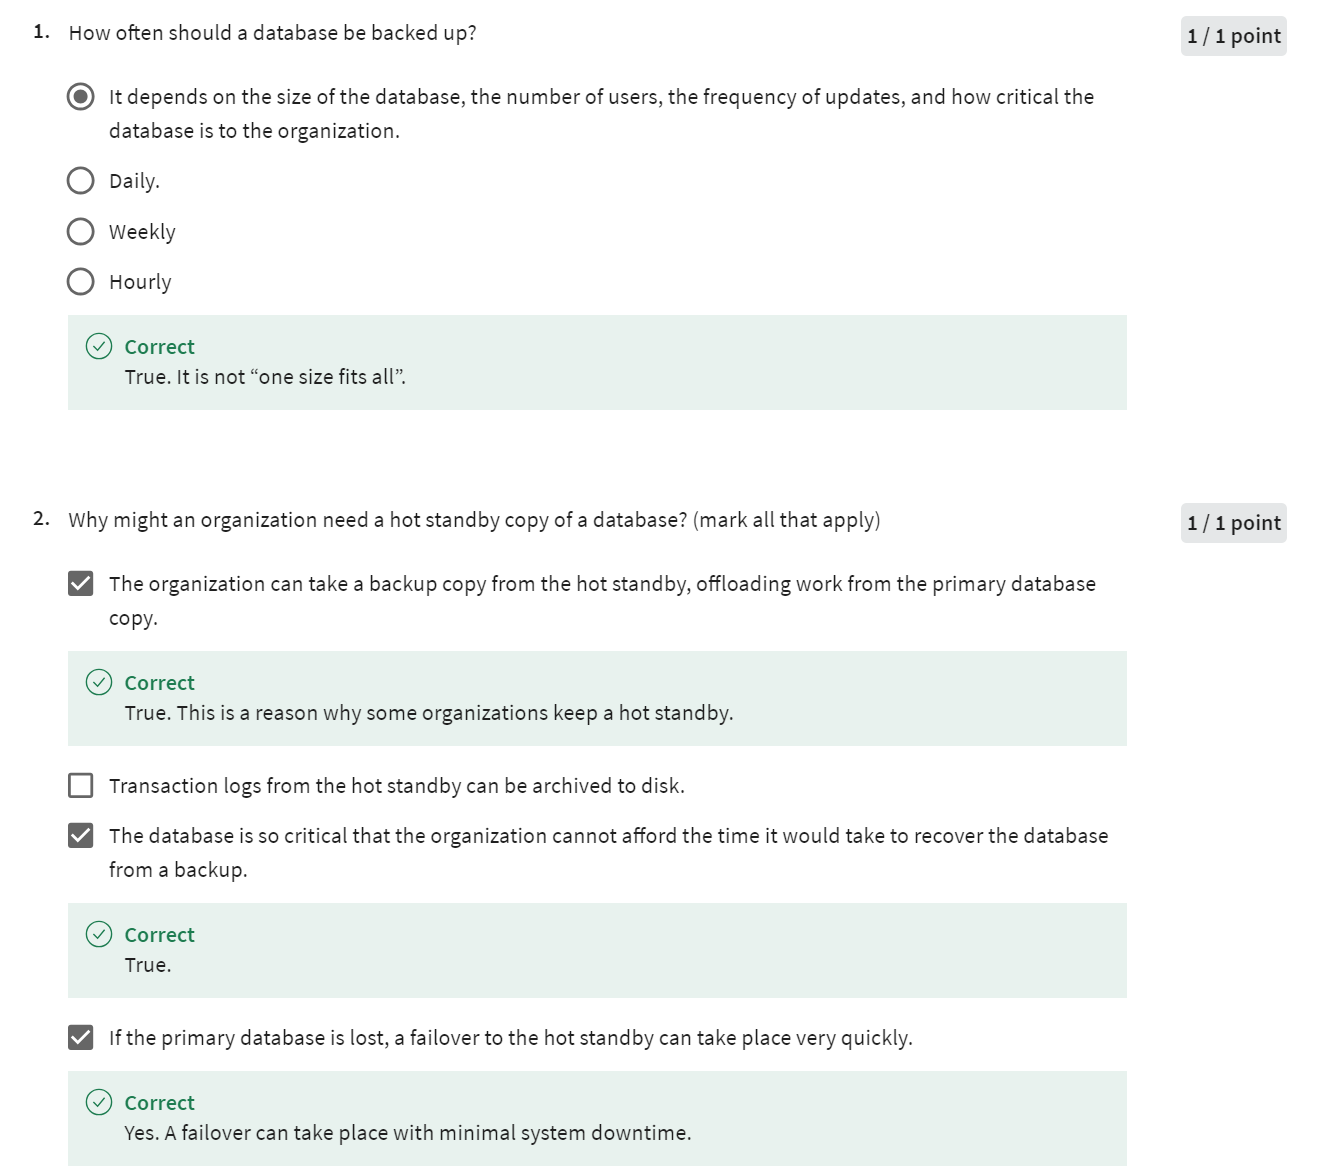 1. How often should a database be backed up?
1 / 1 point
It depends on the size of the database, the number of users, the frequency of updates, and how critical the
database is to the organization.
Daily.
Weekly
Hourly
Correct
True. It is not “one size fits all”.
2. Why might an organization need a hot standby copy of a database? (mark all that apply)
1 / 1 point
The organization can take a backup copy from the hot standby, offloading work from the primary database
copy.
Correct
True. This is a reason why some organizations keep a hot standby.
Transaction logs from the hot standby can be archived to disk.
The database is so critical that the organization cannot afford the time it would take to recover the database
from a backup.
Correct
True.
If the primary database is lost, a failover to the hot standby can take place very quickly.
Correct
Yes. A failover can take place with minimal system downtime.